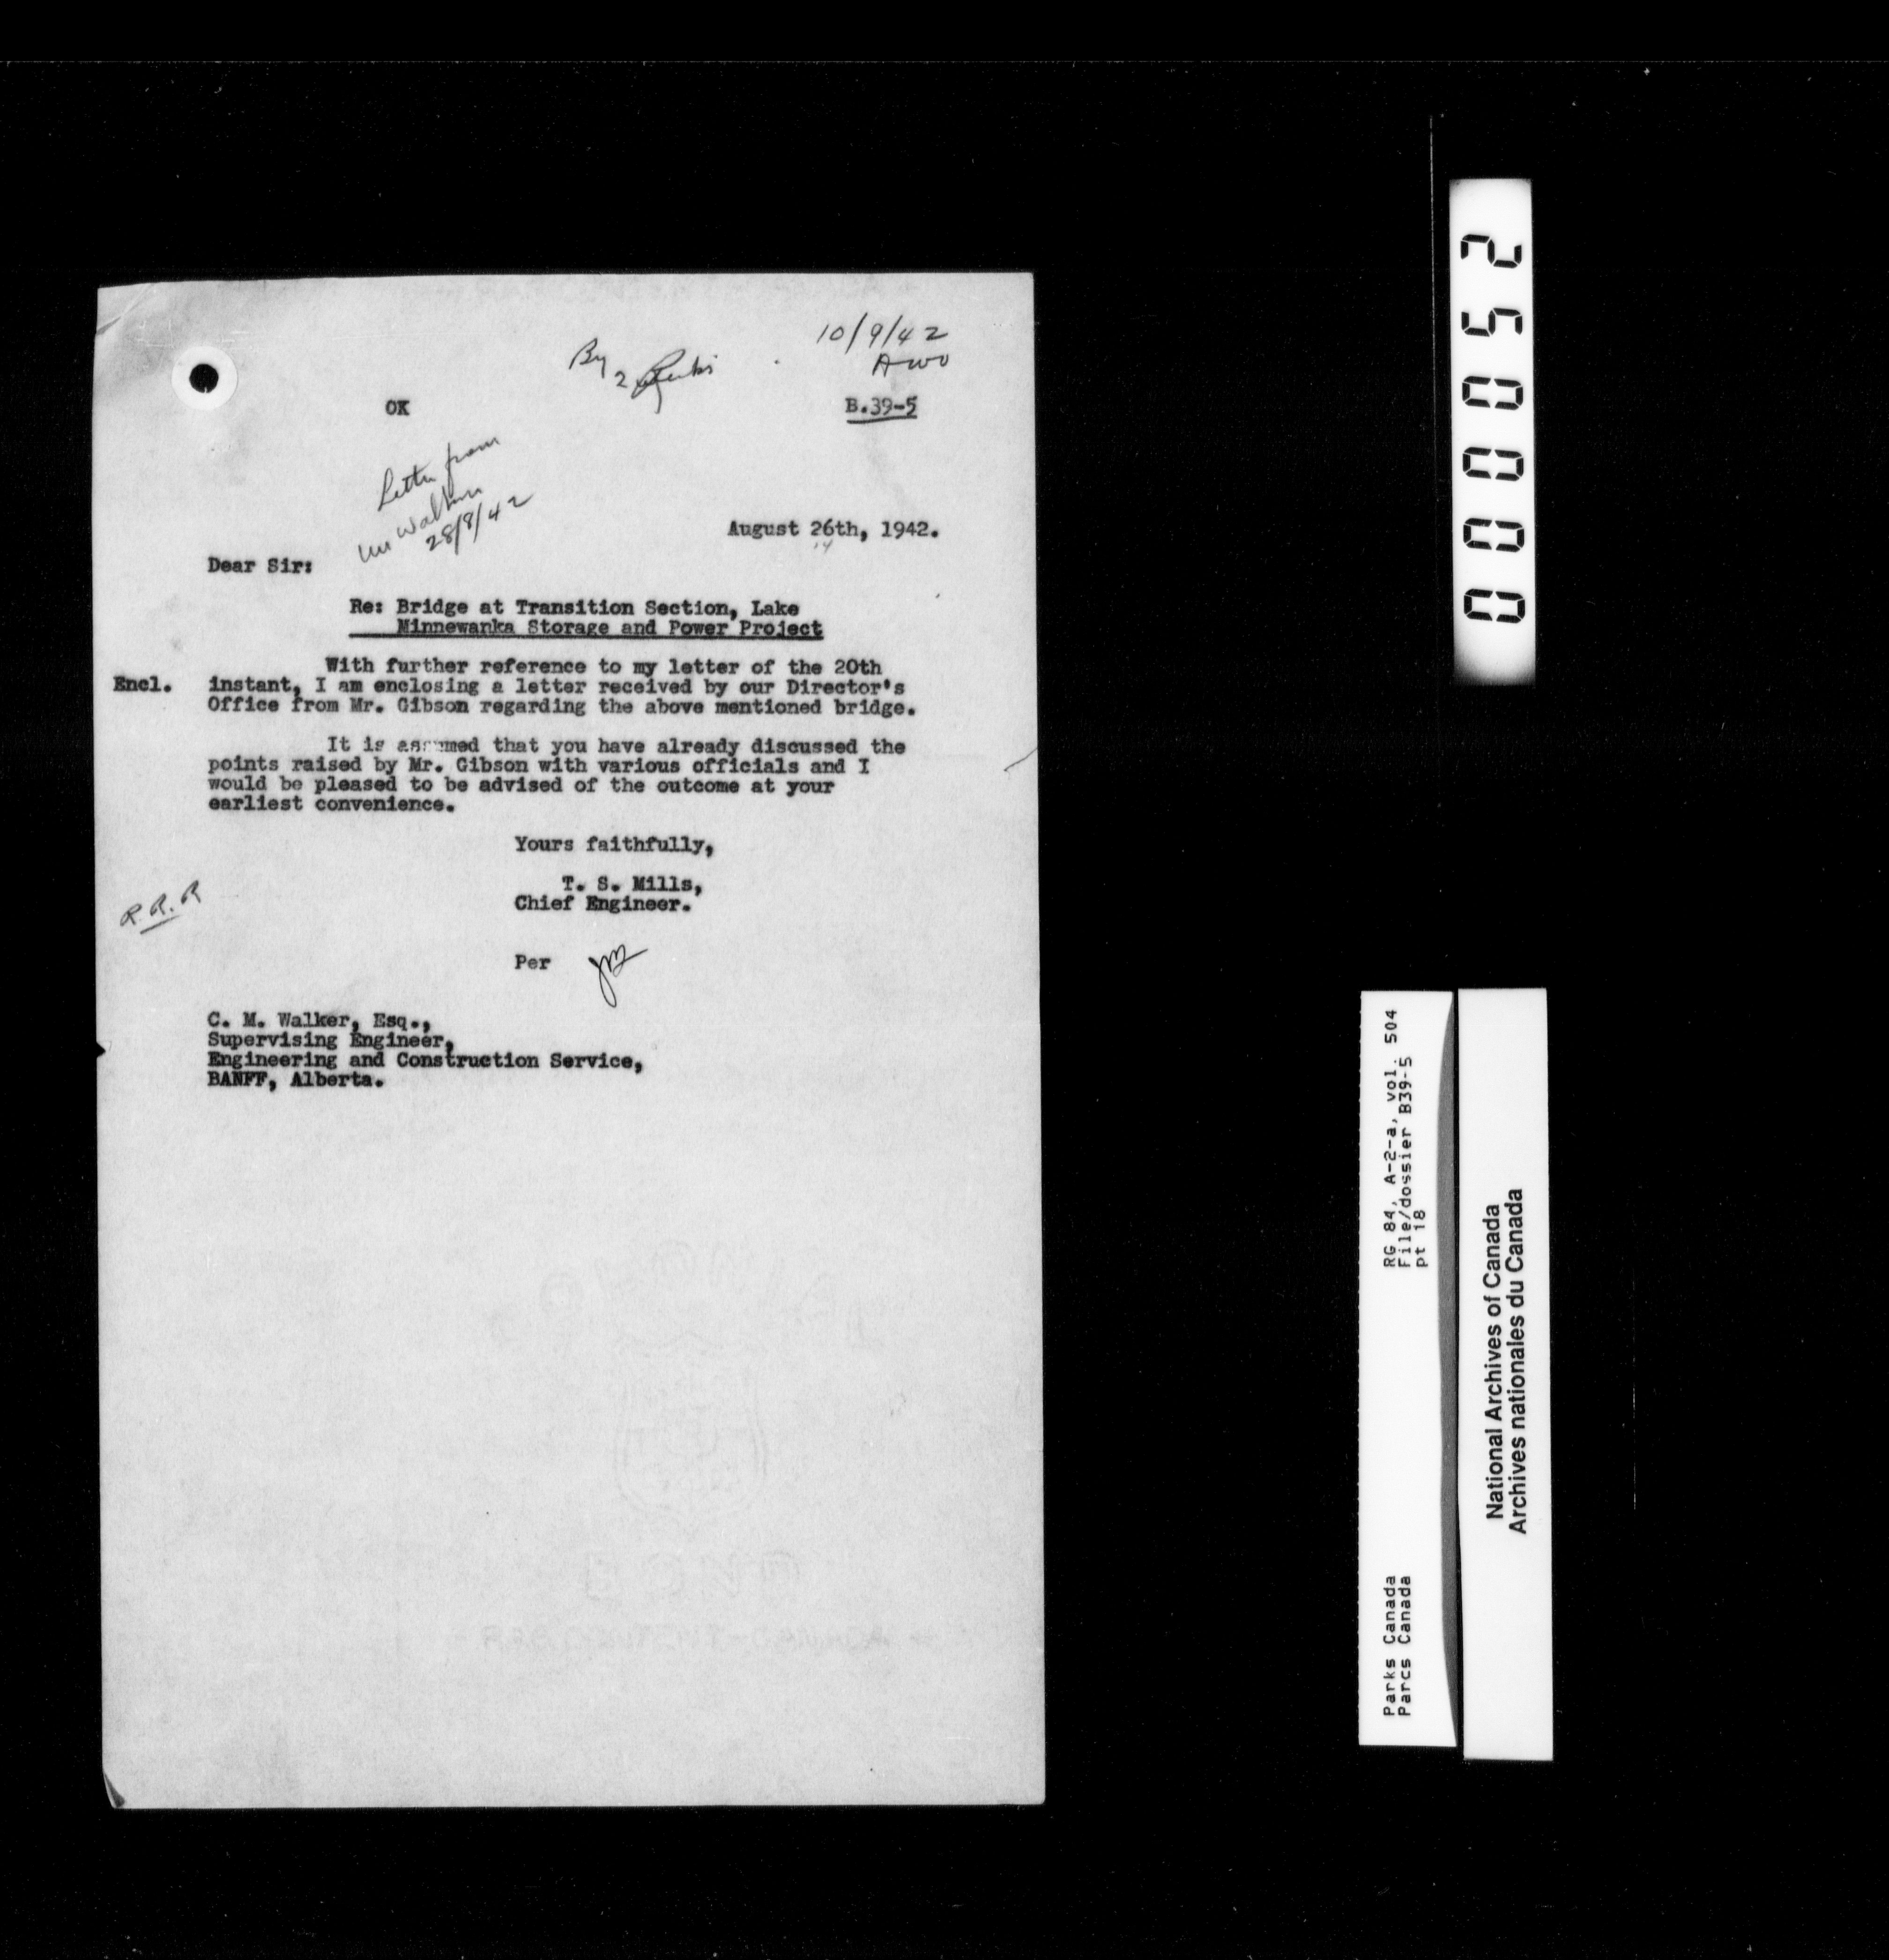 10/9/42
By
2
OK
B.39-5
Letter from
Mr Walker
28/8/42
August 26th, 1942.
Dear Sir:
Re: Bridge at Transition Section, Lake
Minnewanka Storage and Power Project
With further reference to my letter of the 20th
Encl. instant, I am enclosing a letter received by our Director's
Office from Mr. Gibson regarding the above mentioned bridge.
It is assumed that you have already discussed the
points raised by Mr. Gibson with various officials and I
would be pleased to be advised of the outcome at your
earliest convenience.
Yours faithfully,
T. S. Mills,
Chief Engineer.
R.R.R
Per
C. M. Walker, Esq.,
Supervising Engineer,
Engineering and Construction Service,
BANFF, Alberta.
000052
RG 84, A-2-a, vol. 504
File/dossier B39-5
pt 18
Parks Canada
Parcs Canada
National Archives of Canada
Archives nationales du Canada